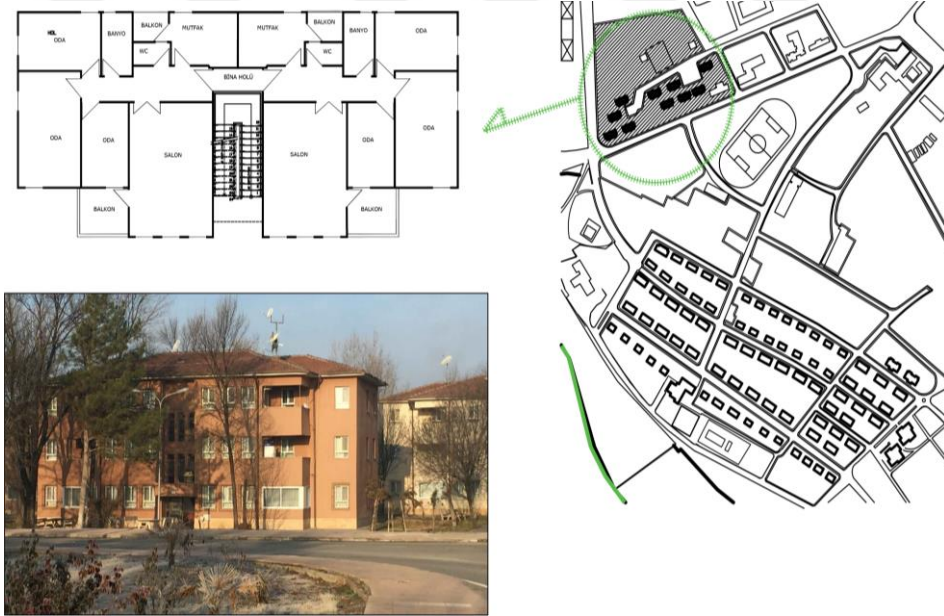 BALKON MUTFAK MUTFAK BALKON
HOL
ODA BANYO BANYO ODA
WC WC
BİNA HOLÜ
ODA ODA SALON SALON ODA ODA
BALKON BALKON